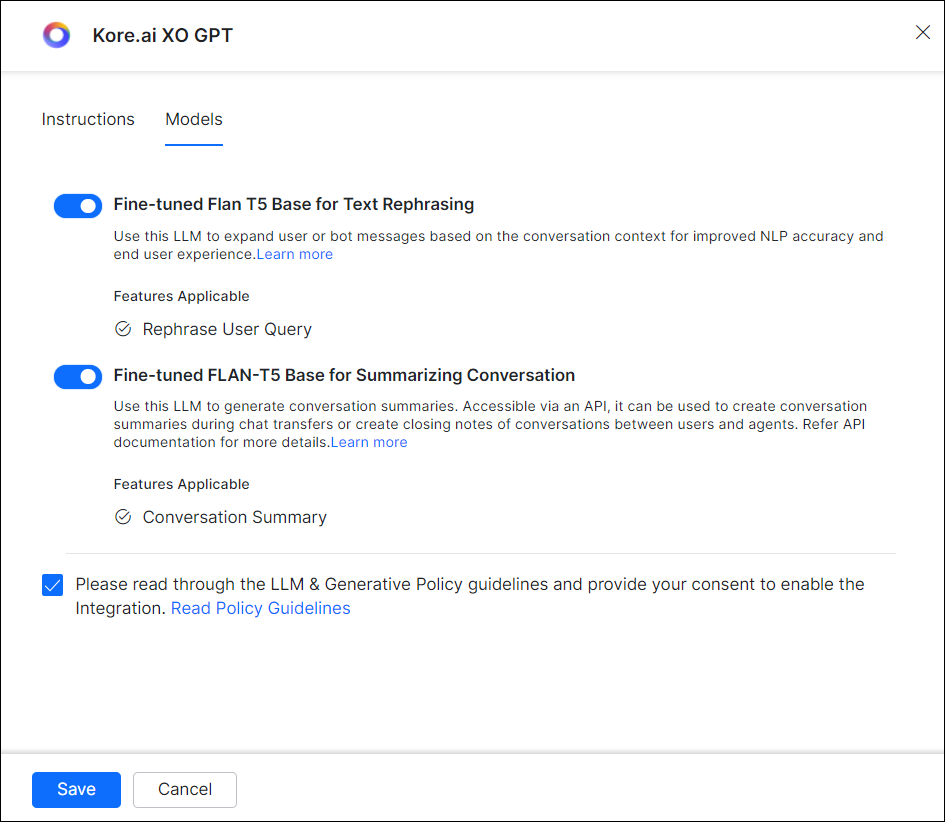 Kore.ai XO GPT
Instructions
Models
Fine-tuned Flan T5 Base for Text Rephrasing
Use this LLM to expand user or bot messages based on the conversation context for improved NLP accuracy and
end user experience.Learn more
Features Applicable
Rephrase User Query
Fine-tuned FLAN-T5 Base for Summarizing Conversation
Use this LLM to generate conversation summaries. Accessible via an API, it can be used to create conversation
summaries during chat transfers or create closing notes of conversations between users and agents. Refer API
documentation for more details.Learn more
Features Applicable
Conversation Summary
Please read through the LLM & Generative Policy guidelines and provide your consent to enable the
Integration. Read Policy Guidelines
Save
Cancel